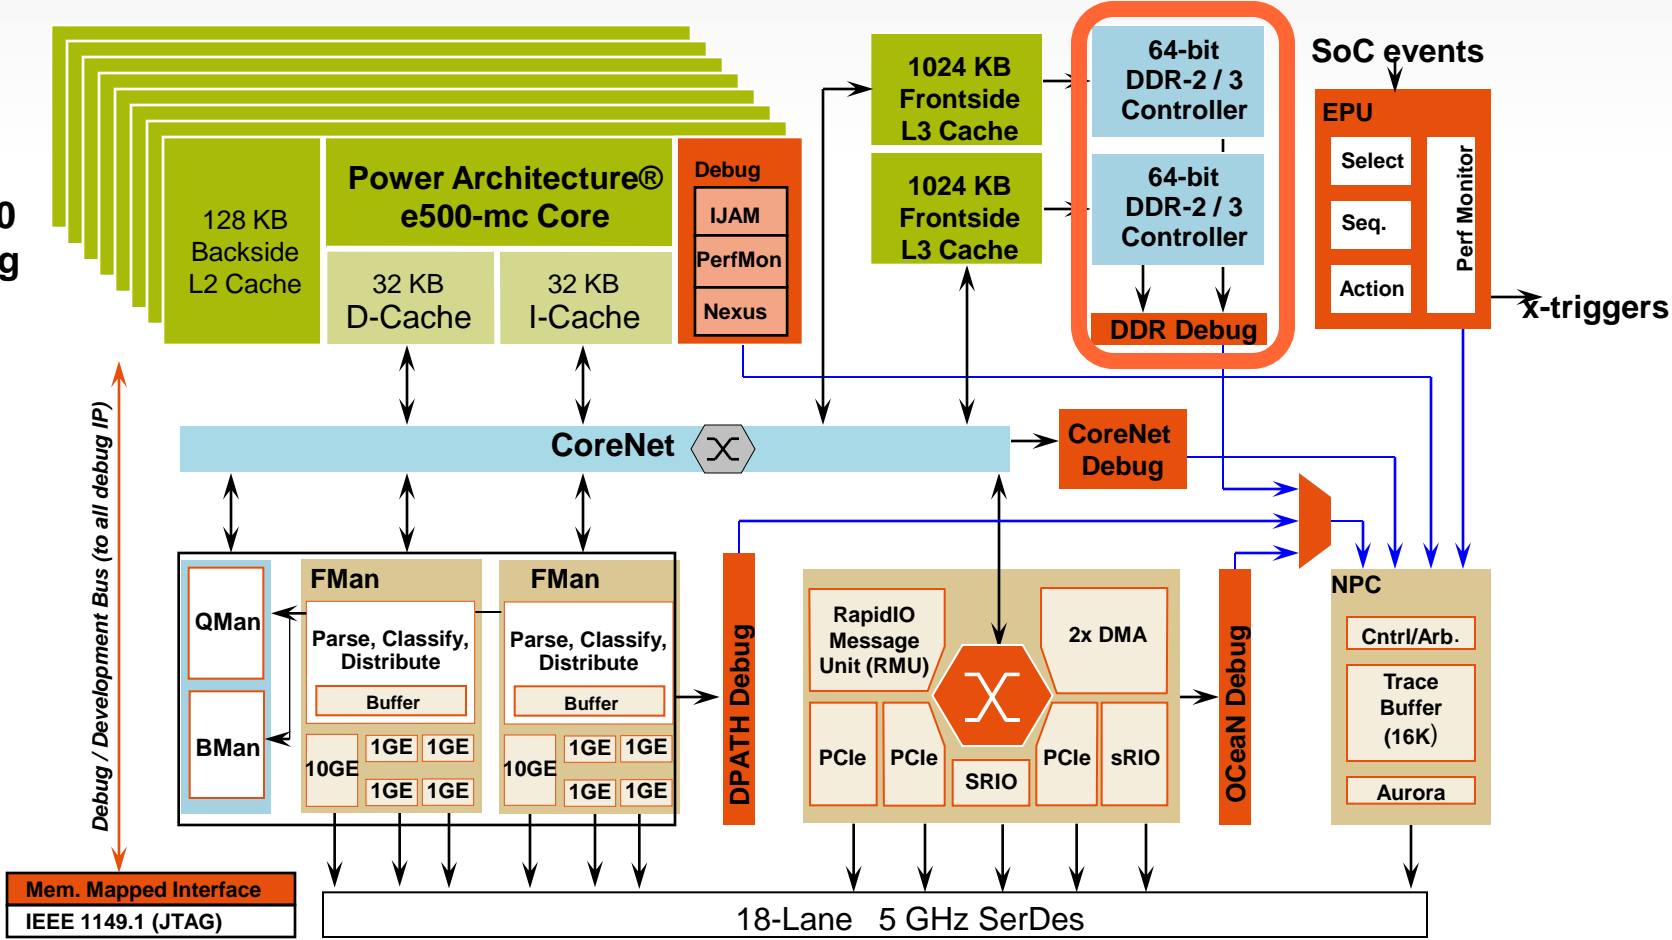 0
g
128 KB
Backside
L2 Cache
Power Architecture®
e500-mc Core
32 KB
D-Cache
32 KB
I-Cache
Debug
IJAM
PerfMon
Nexus
1024 KB
Frontside
L3 Cache
1024 KB
Frontside
L3 Cache
64-bit
DDR-2 / 3
Controller
64-bit
DDR-2 / 3
Controller
DDR Debug
SoC events
EPU
Select
Seq.
Action
Perf Monitor
x-triggers
CoreNet
CoreNet
Debug
Debug / Development Bus (to all debug IP)
QMan
BMan
FMan
Parse, Classify,
Distribute
Buffer
10GE
1GE
1GE
1GE
1GE
FMan
Parse, Classify,
Distribute
Buffer
10GE
1GE
1GE
1GE
1GE
DPATH Debug
RapidIO
Message
Unit (RMU)
2x DMA
PCIe
PCIe
SRIO
PCIe
sRIO
OCeaN Debug
NPC
Cntrl/Arb.
Trace
Buffer
(16K)
Aurora
Mem. Mapped Interface
IEEE 1149.1 (JTAG)
18-Lane 5 GHz SerDes